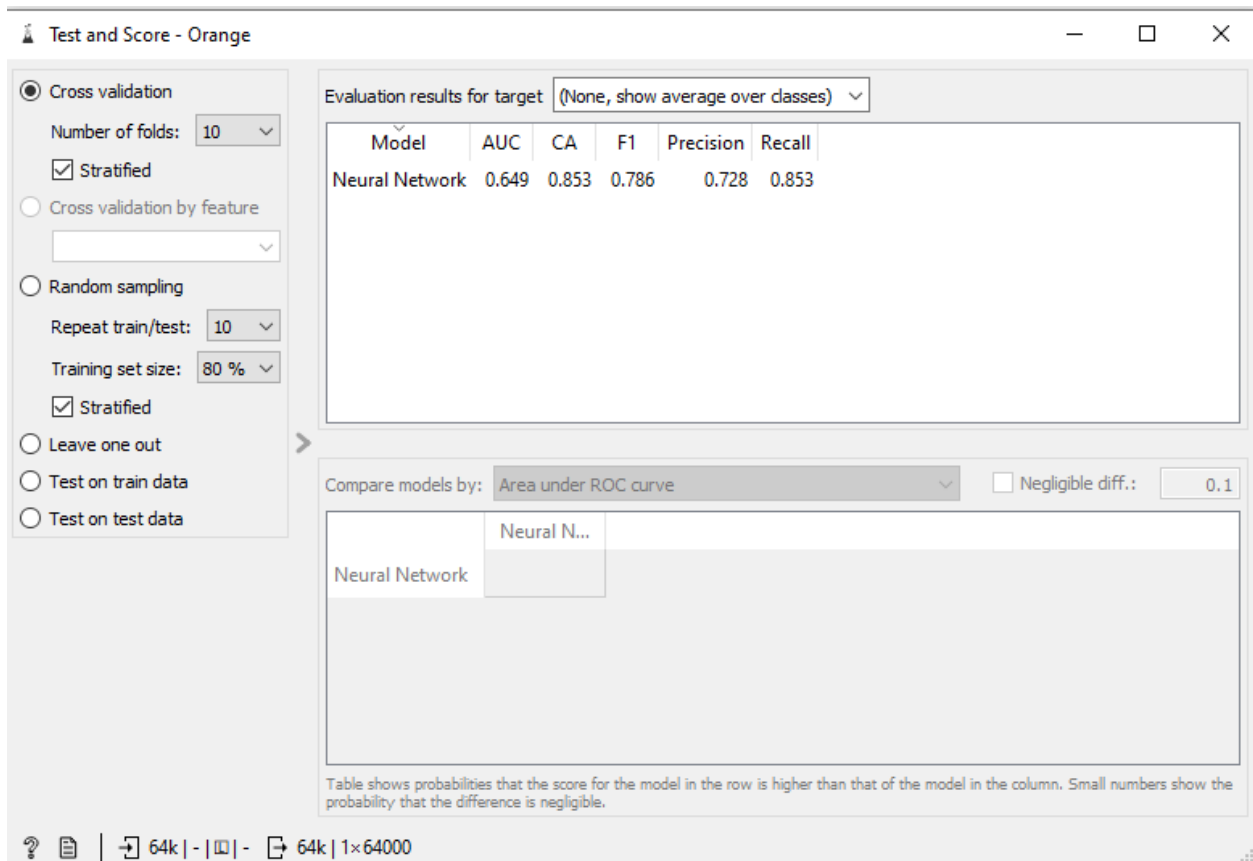 Test and Score - Orange
Cross validation
Number of folds: 10
Stratified
Cross validation by feature
Random sampling
Repeat train/test: 10
Training set size: 80 %
Stratified
Leave one out
Test on train data
Test on test data
Evaluation results for target (None, show average over classes)
Model AUC CA F1 Precision Recall
Neural Network 0.649 0.853 0.786 0.728 0.853
Compare models by: Area under ROC curve Negligible diff.: 0.1
Neural N...
Neural Network
Table shows probabilities that the score for the model in the row is higher than that of the model in the column. Small numbers show the
probability that the difference is negligible.
64k | - | - 64k | 1×64000